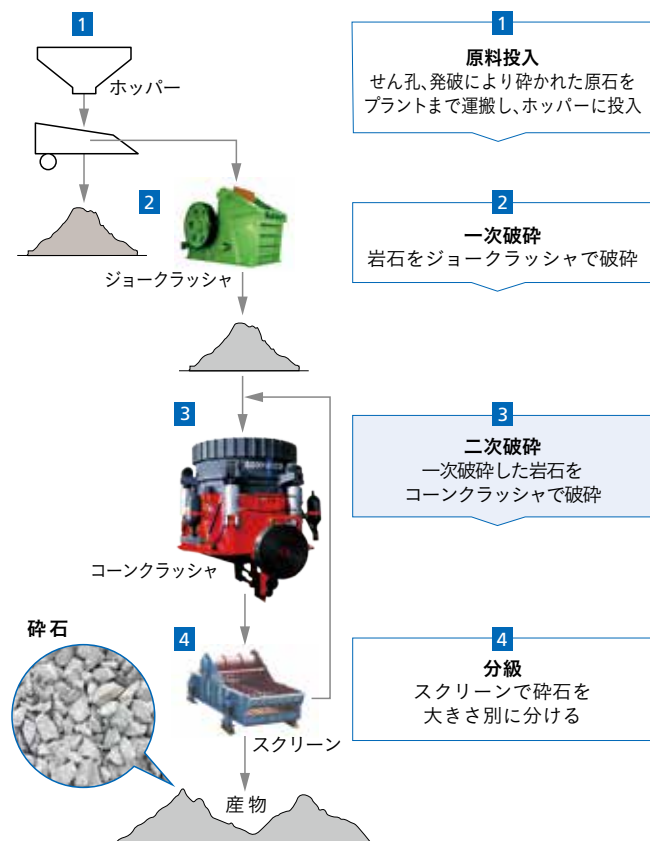 1
ホッパー
2
ジョークラッシャ
3
コーンクラッシャ
4
スクリーン
砕石
産物
1
原料投入
せん孔、発破により砕かれた原石を
プラントまで運搬し、ホッパーに投入
2
一次破砕
岩石をジョークラッシャで破砕
3
二次破砕
一次破砕した岩石を
コーンクラッシャで破砕
4
分級
スクリーンで砕石を
大きさ別に分ける